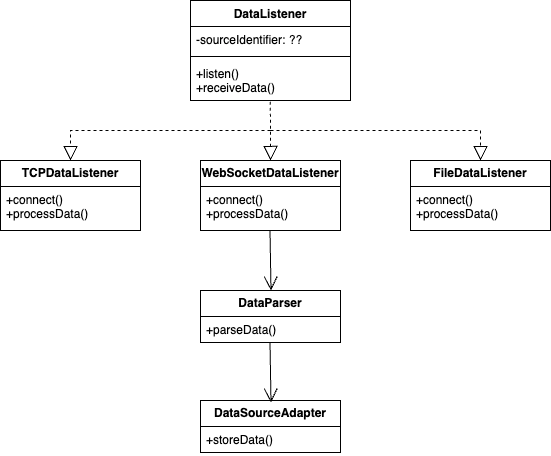 DataListener
-sourceIdentifier: ??
+listen()
+receiveData()
TCPDataListener
+connect()
+processData()
WebSocketDataListener
+connect()
+processData()
FileDataListener
+connect()
+processData()
DataParser
+parseData()
DataSourceAdapter
+storeData()